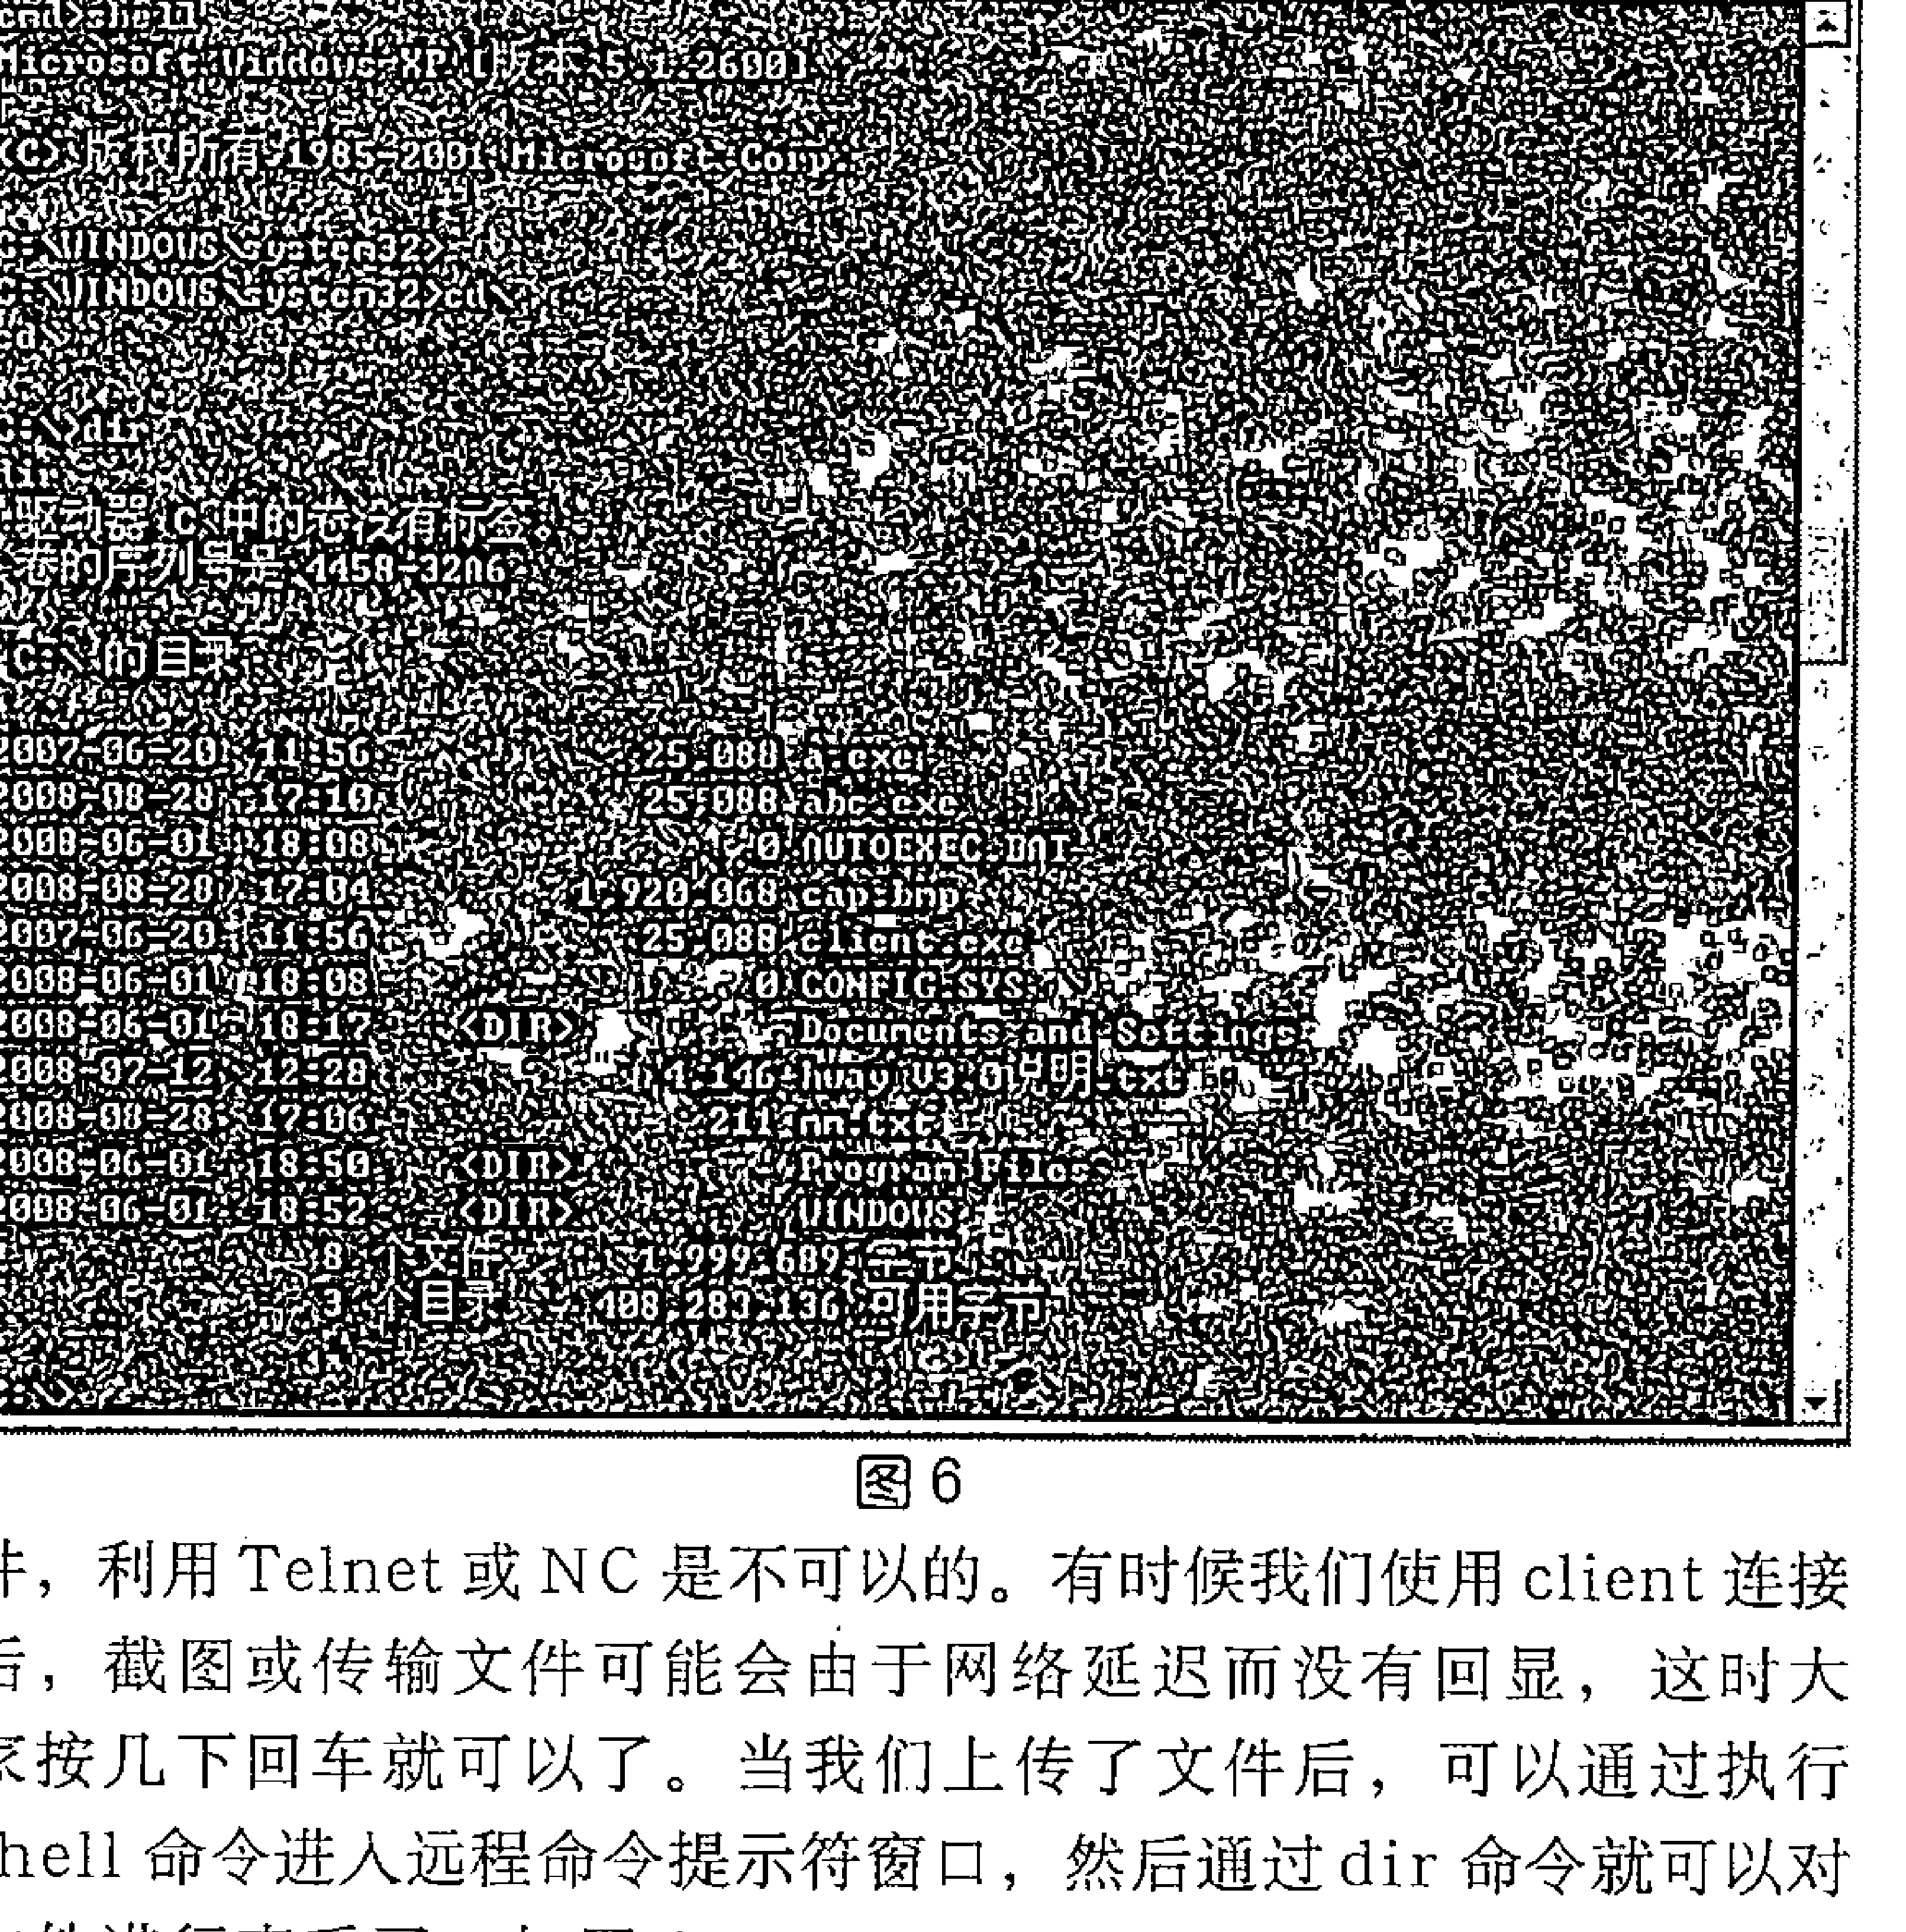 cmd>shell
Microsoft Windows XP [版本 5.1.2600]
(C) 版权所有 1985-2001 Microsoft Corp.
C:\WINDOWS\System32>
C:\WINDOWS\System32>cd\
cd\
C:\>dir
dir
驱动器 C 中的卷没有标签。
卷的序列号是 4458-32A6
C:\ 的目录
2007-06-20 11:56 25,088 a.exe
2008-08-28 17:10 25,088 abc.exe
2008-06-01 18:08 0 AUTOEXEC.BAT
2008-08-28 17:04 1,920,068 cap.bmp
2007-06-20 11:56 25,088 client.exe
2008-06-01 18:08 0 CONFIG.SYS
2008-06-01 18:17 <DIR> Documents and Settings
2008-07-12 12:28 4,146 huay V3.0说明.txt
2008-08-28 17:06 211 nn.txt
2008-06-01 18:50 <DIR> Program Files
2008-06-01 18:52 <DIR> WINDOWS
8 个文件 1,999,689 字节
3 个目录 408,283,136 可用字节
图 6
件，利用 Telnet 或 NC 是不可以的。有时候我们使用 client 连接
后，截图或传输文件可能会由于网络延迟而没有回显，这时大
家按几下回车就可以了。当我们上传了文件后，可以通过执行
hell 命令进入远程命令提示符窗口，然后通过 dir 命令就可以对